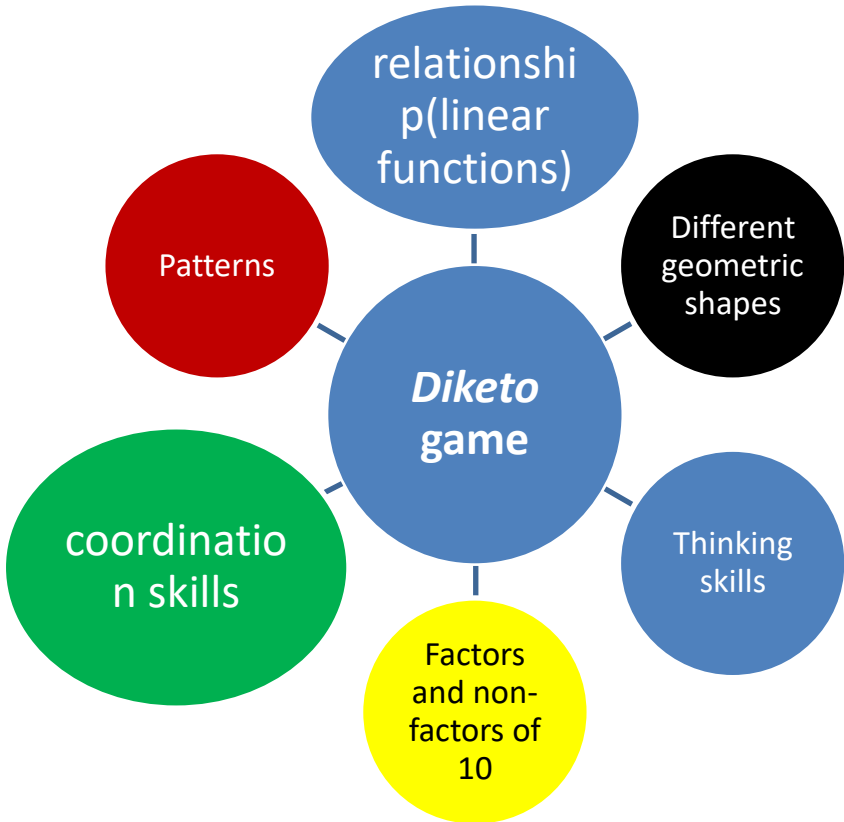 relationshi
p(linear
functions)
Patterns
Different
geometric
shapes
Diketo
game
coordinatio
n skills
Thinking
skills
Factors
and non-
factors of
10